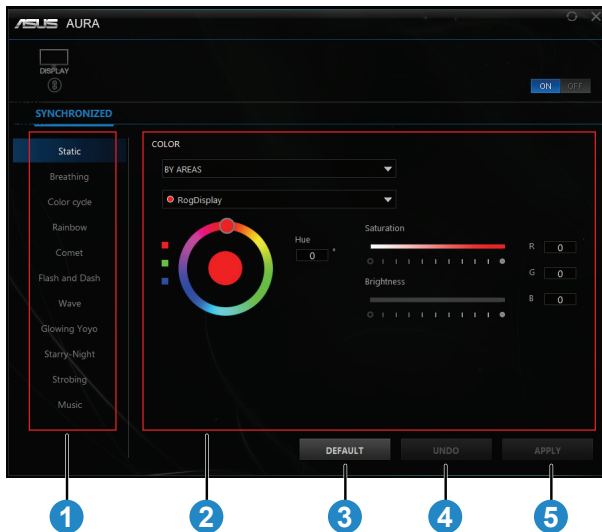 ASUS AURA
DISPLAY
ON OFF
SYNCHRONIZED
Static
Breathing
Color cycle
Rainbow
Comet
Flash and Dash
Wave
Glowing Yoyo
Starry-Night
Strobing
Music
COLOR
BY AREAS
RogDisplay
Hue
0 °
Saturation
Brightness
R 0
G 0
B 0
DEFAULT UNDO APPLY
1 2 3 4 5